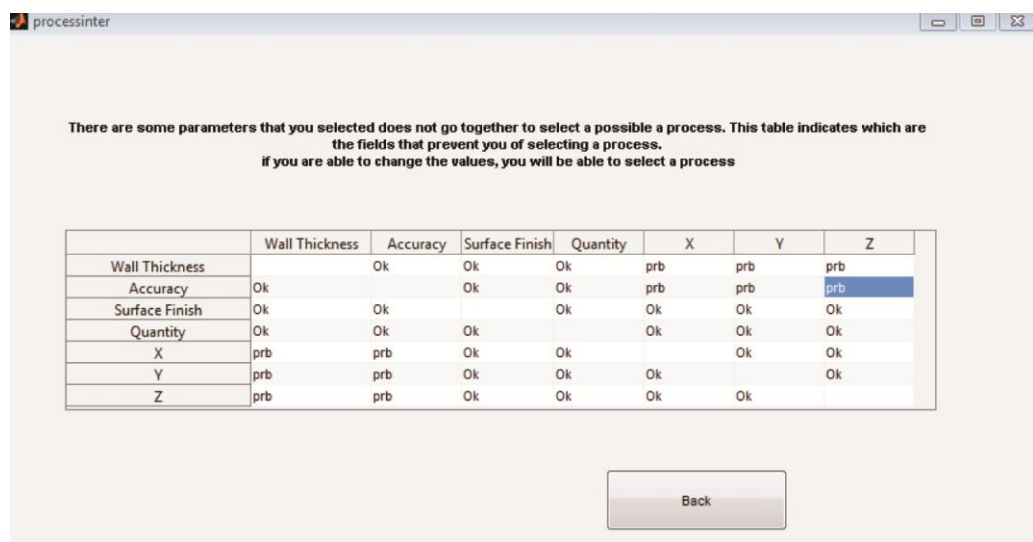 processinter
There are some parameters that you selected does not go together to select a possible a process. This table indicates which are
the fields that prevent you of selecting a process.
if you are able to change the values, you will be able to select a process
Wall Thickness Accuracy Surface Finish Quantity X Y Z
Wall Thickness Ok Ok Ok prb prb prb
Accuracy Ok Ok Ok prb prb prb
Surface Finish Ok Ok Ok Ok Ok Ok
Quantity Ok Ok Ok Ok Ok Ok
X prb prb Ok Ok Ok Ok
Y prb prb Ok Ok Ok Ok
Z prb prb Ok Ok Ok Ok
Back